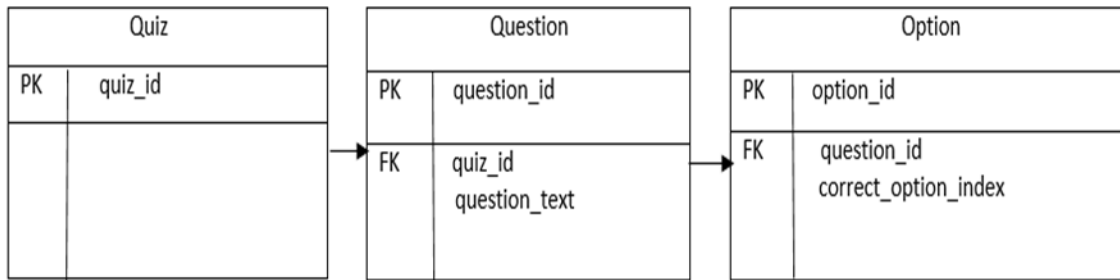 Quiz
PK quiz_id
Question
PK question_id
FK quiz_id
question_text
Option
PK option_id
FK question_id
correct_option_index